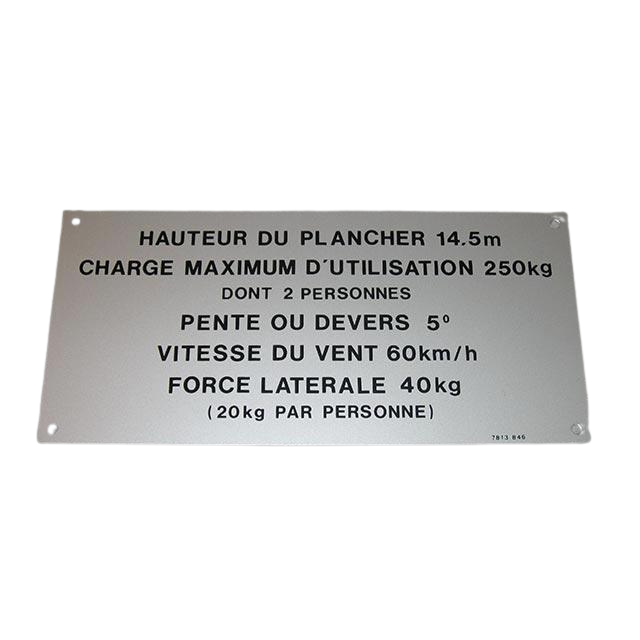 HAUTEUR DU PLANCHER 14.5m
CHARGE MAXIMUM D'UTILISATION 250kg
DONT 2 PERSONNES
PENTE OU DEVERS 5°
VITESSE DU VENT 60km/h
FORCE LATERALE 40kg
(20kg PAR PERSONNE)
7813 846